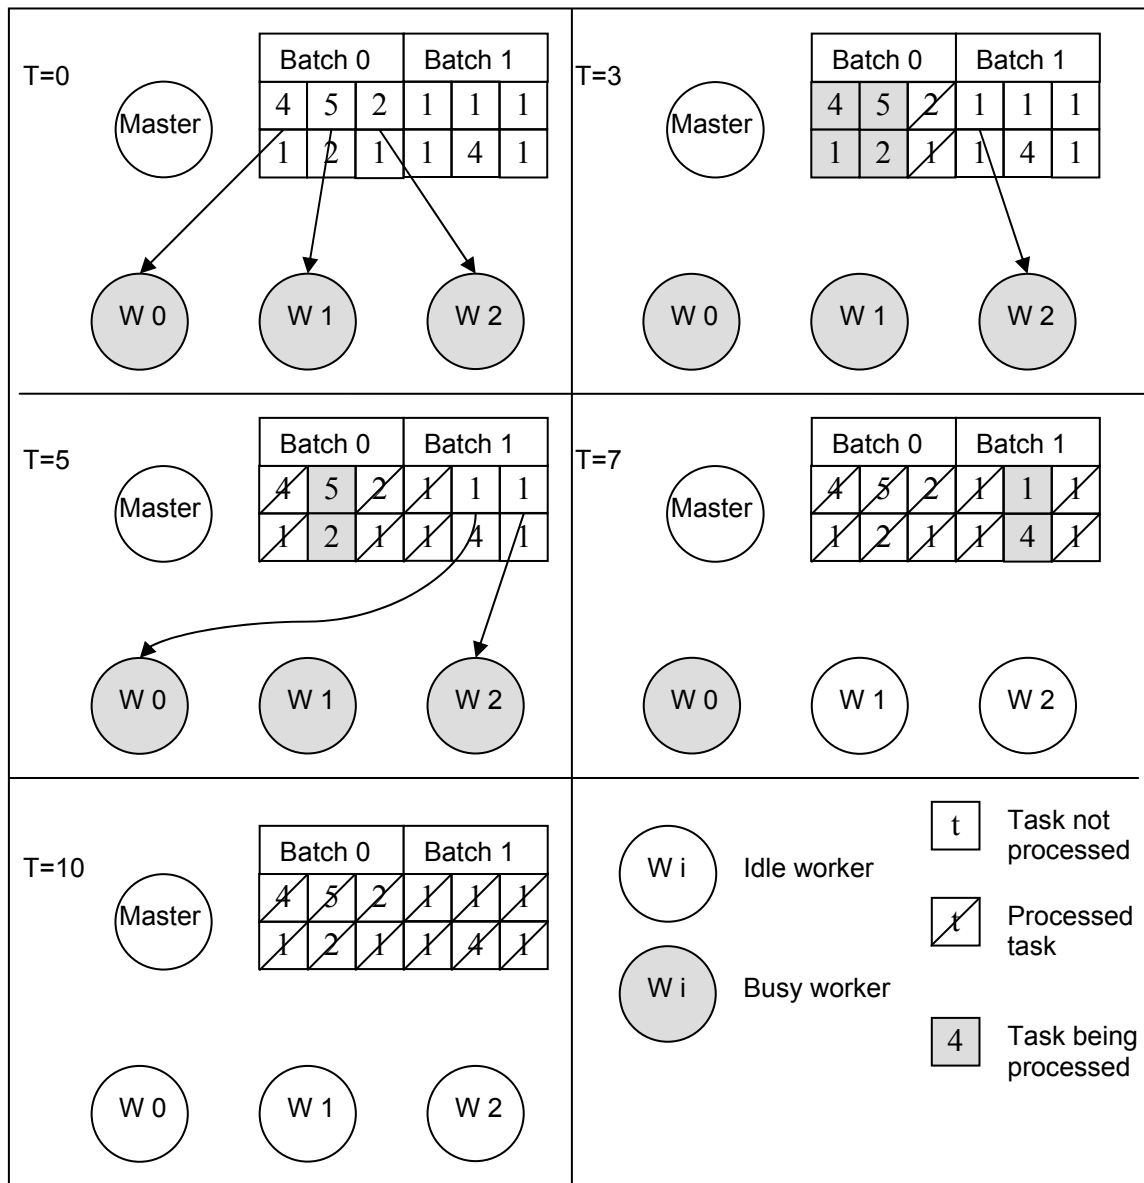 T=0
Batch 0 Batch 1
Master
4 5 2 1 1 1
1 2 1 1 4 1
W 0 W 1 W 2
T=3
Batch 0 Batch 1
Master
4 5 2 1 1 1
1 2 1 1 4 1
W 0 W 1 W 2
T=5
Batch 0 Batch 1
Master
4 5 2 1 1 1
1 2 1 1 4 1
W 0 W 1 W 2
T=7
Batch 0 Batch 1
Master
4 5 2 1 1 1
1 2 1 1 4 1
W 0 W 1 W 2
T=10
Batch 0 Batch 1
Master
4 5 2 1 1 1
1 2 1 1 4 1
W 0 W 1 W 2
W i Idle worker
W i Busy worker
t Task not
processed
t Processed
task
4 Task being
processed